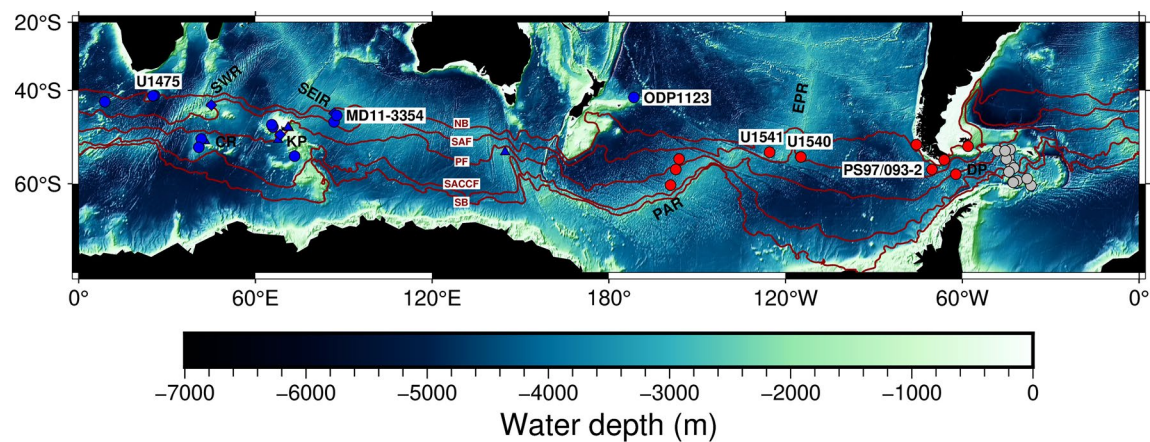 20°S
40°S
60°S
U1475
SWR
SEIR
MD11-3354
CR
KP
NB
SAF
PF
SACCF
SB
ODP1123
PAR
EPR
U1541
U1540
PS97/093-2
DP
0° 60°E 120°E 180° 120°W 60°W 0°
−7000 −6000 −5000 −4000 −3000 −2000 −1000 0
Water depth (m)